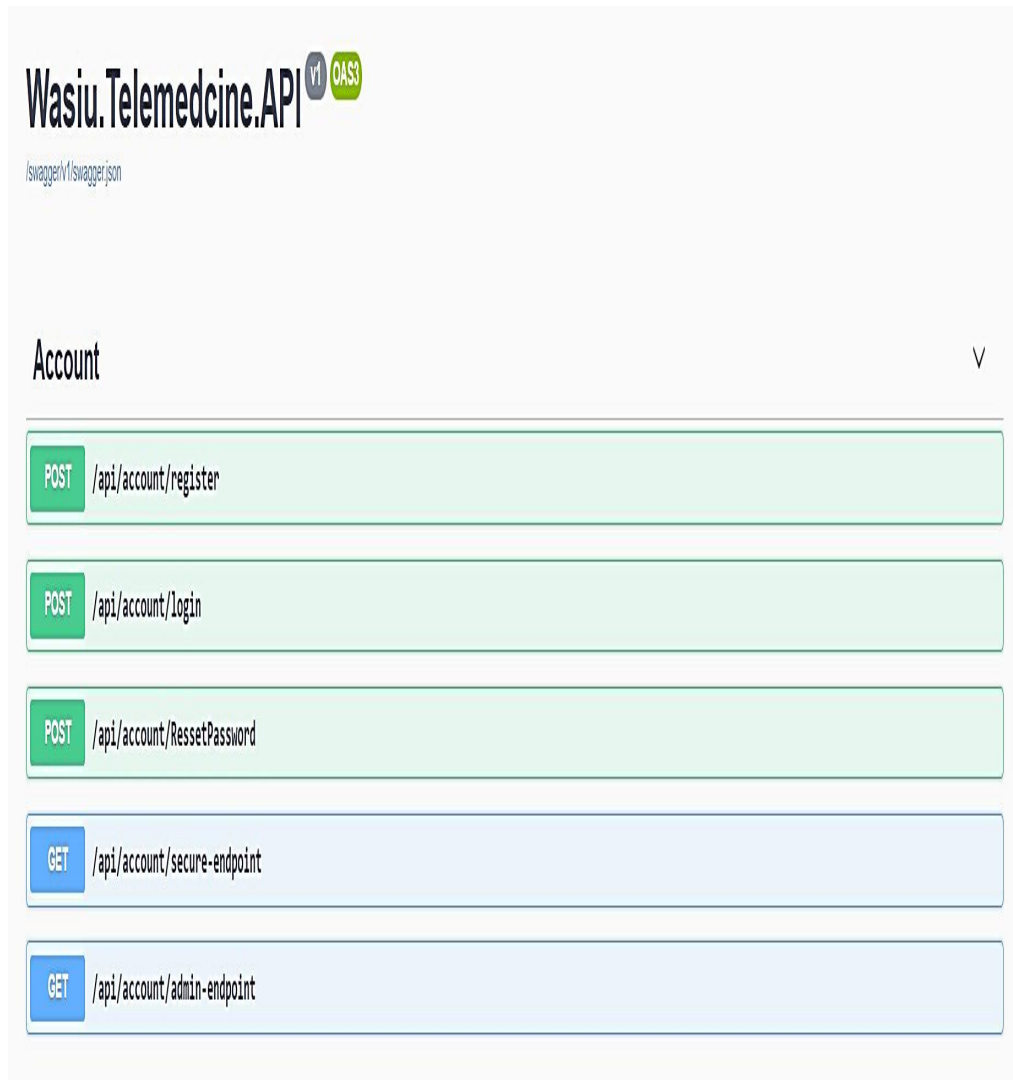 Wasiu.Telemedcine.API v1 OAS3
/swagger/v1/swagger.json
Account
POST /api/account/register
POST /api/account/login
POST /api/account/RessetPassword
GET /api/account/secure-endpoint
GET /api/account/admin-endpoint